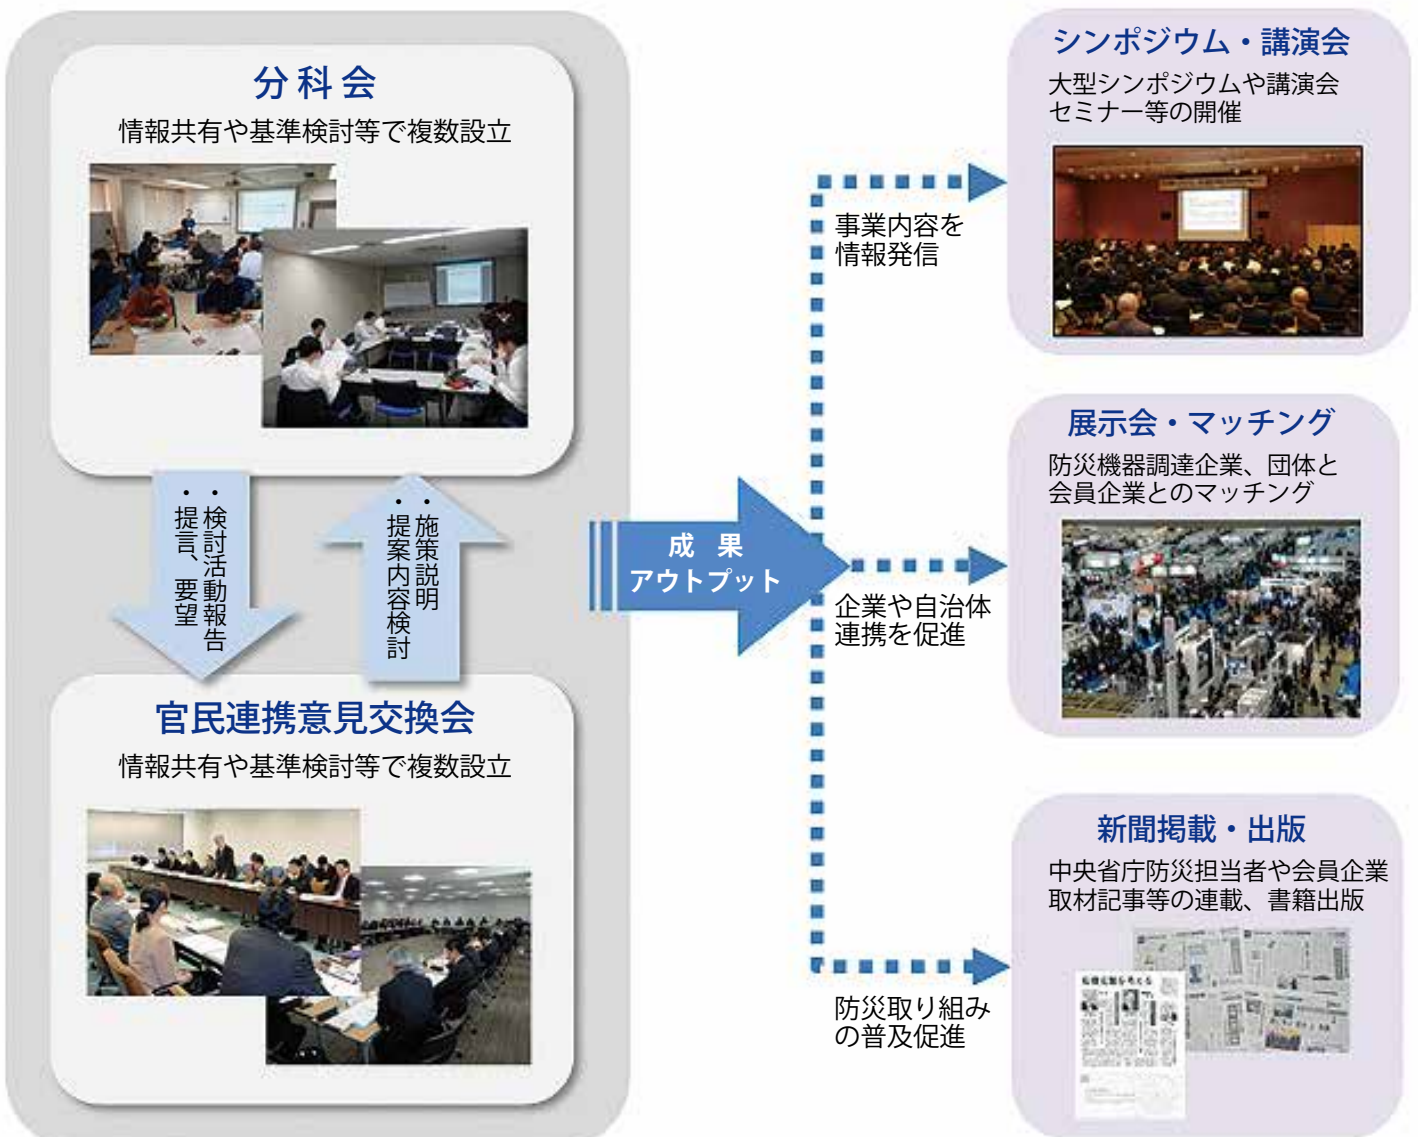 分科会
情報共有や基準検討等で複数設立
・検討活動報告
・提言、要望
・施策説明
・提案内容検討
官民連携意見交換会
情報共有や基準検討等で複数設立
成 果
アウトプット
事業内容を
情報発信
企業や自治体
連携を促進
防災取り組み
の普及促進
シンポジウム・講演会
大型シンポジウムや講演会
セミナー等の開催
展示会・マッチング
防災機器調達企業、団体と
会員企業とのマッチング
新聞掲載・出版
中央省庁防災担当者や会員企業
取材記事等の連載、書籍出版